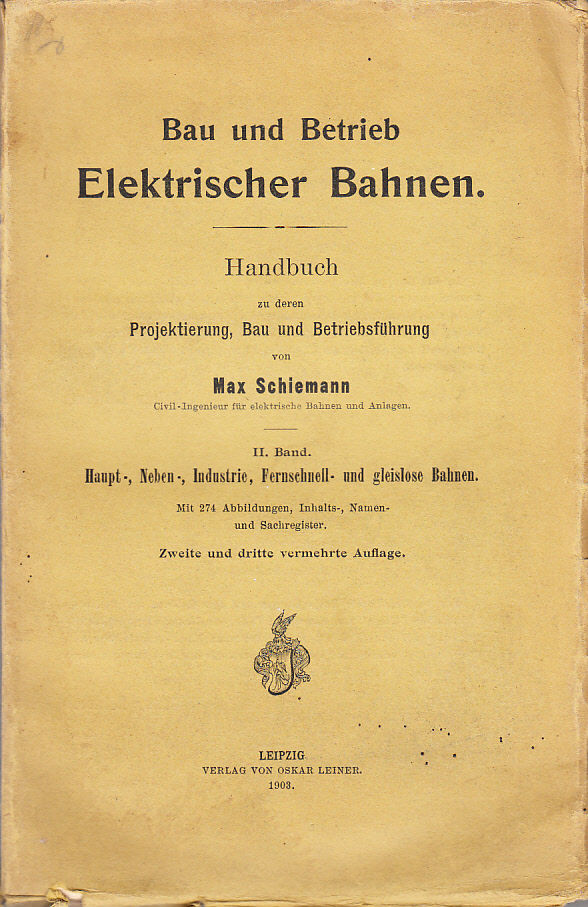 Bau und Betrieb
Elektrischer Bahnen.
Handbuch
zu deren
Projektierung, Bau und Betriebsführung
von
Max Schiemann
Civil-Ingenieur für elektrische Bahnen und Anlagen.
II. Band.
Haupt-, Neben-, Industrie, Fernschnell- und gleislose Bahnen.
Mit 274 Abbildungen, Inhalts-, Namen-
und Sachregister.
Zweite und dritte vermehrte Auflage.
LEIPZIG
VERLAG VON OSKAR LEINER.
1903.